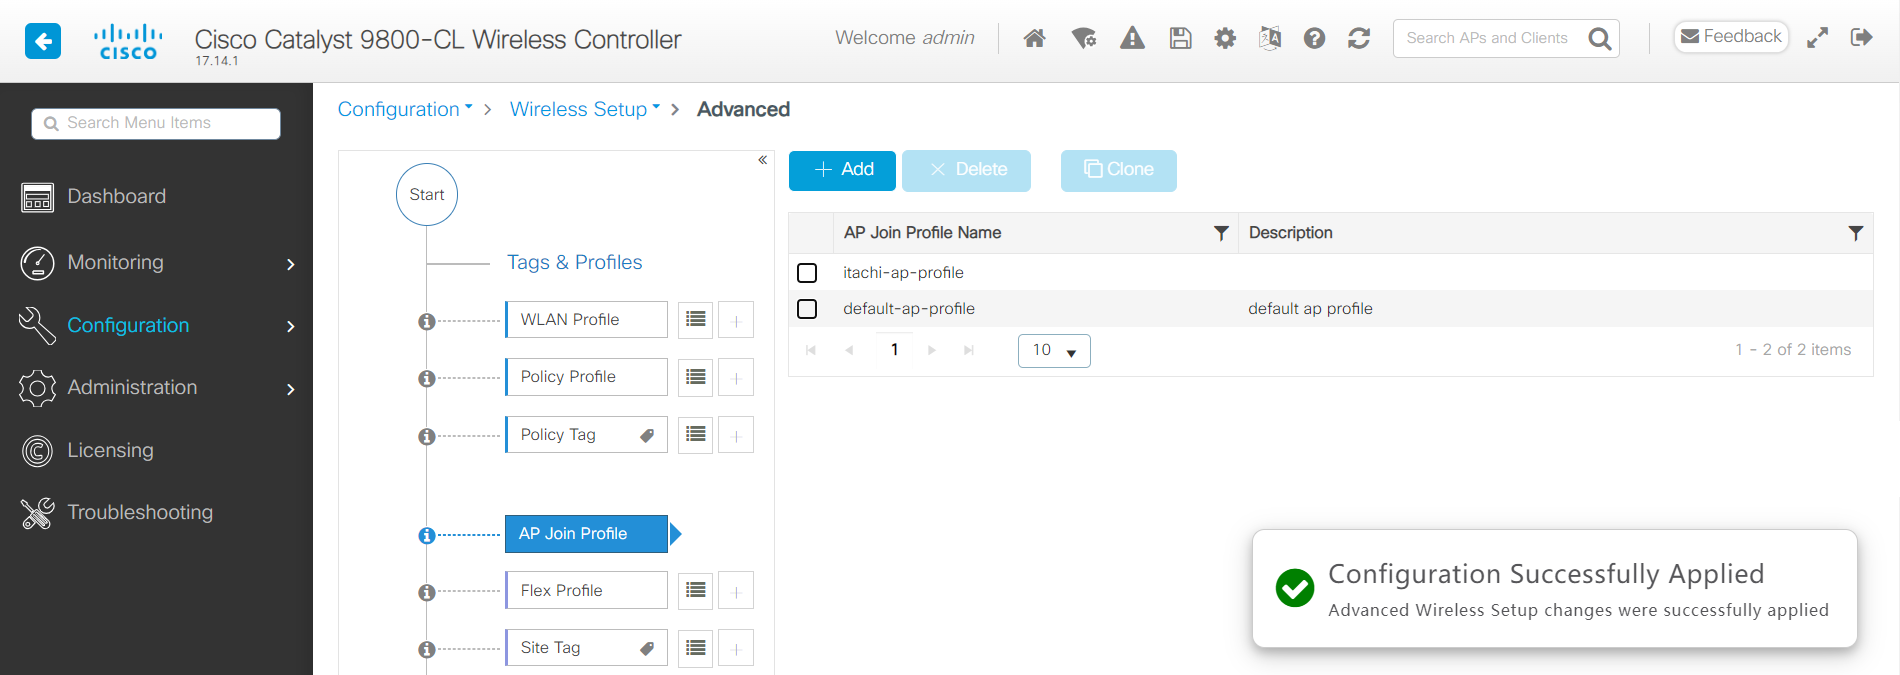 CISCO
Cisco Catalyst 9800-CL Wireless Controller
17.14.1
Welcome admin
Search APs and Clients
Feedback
Search Menu Items
Dashboard
Monitoring
Configuration
Administration
Licensing
Troubleshooting
Configuration > Wireless Setup > Advanced
«
Start
Tags & Profiles
WLAN Profile
Policy Profile
Policy Tag
AP Join Profile
Flex Profile
Site Tag
+ Add
× Delete
Clone
AP Join Profile Name Description
itachi-ap-profile
default-ap-profile default ap profile
1 10 1 - 2 of 2 items
Configuration Successfully Applied
Advanced Wireless Setup changes were successfully applied